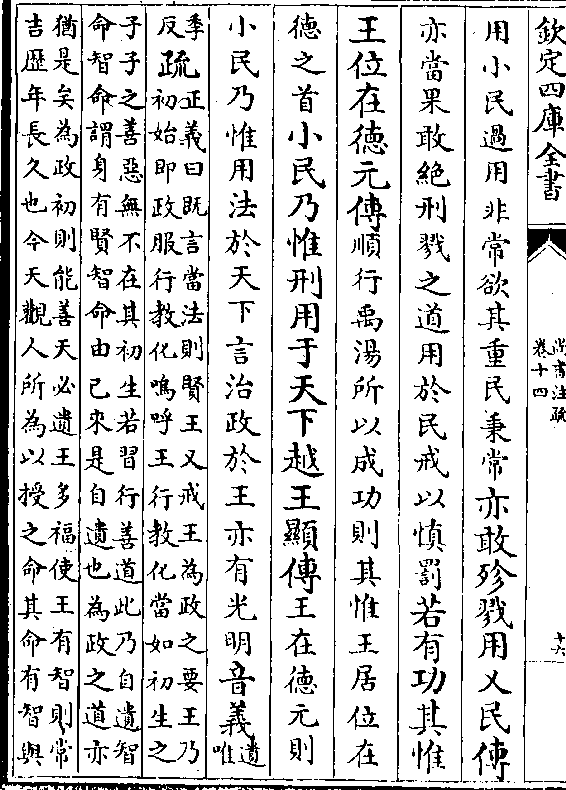 欽定四庫全書
尚書注疏
卷十四
十六
用小民過用非常欲其重民秉常亦敢殄戮用乂民傳
亦當果敢絕刑戮之道用於民戒以慎罰若有功其惟
王位在德元傳順行禹湯所以成功則其惟王居位在
德之首小民乃惟刑用于天下越王顯傳王在德元則
小民乃惟用法於天下言治政於王亦有光明音義遺唯
季反疏正義曰既言當法則賢王又戒王為政之要王乃
初始即政服行教化嗚呼王行教化當如初生之
子子之善惡無不在其初生若習行善道此乃自遺智
命智命謂身有賢智命由己來是自遺也為政之道亦
猶是矣為政初則能善天必遺王多福使王有智則常
吉歷年長久也今天觀人所為以授之命其命有智與